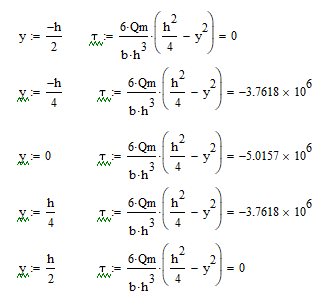 y := -h/2 τ := 6·Qm/(b·h^3)·(h^2/4 − y^2) = 0
y := -h/4 τ := 6·Qm/(b·h^3)·(h^2/4 − y^2) = −3.7618 × 10^6
y := 0 τ := 6·Qm/(b·h^3)·(h^2/4 − y^2) = −5.0157 × 10^6
y := h/4 τ := 6·Qm/(b·h^3)·(h^2/4 − y^2) = −3.7618 × 10^6
y := h/2 τ := 6·Qm/(b·h^3)·(h^2/4 − y^2) = 0